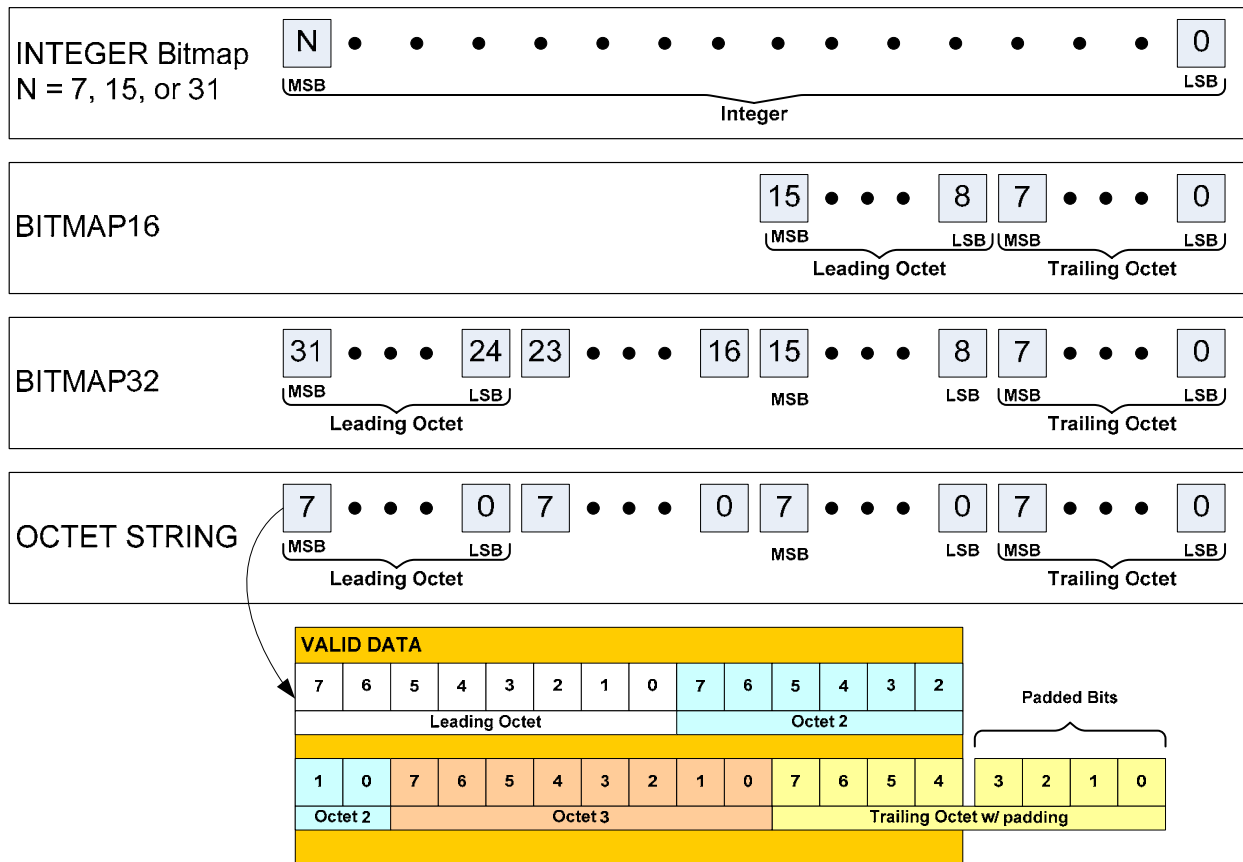 INTEGER Bitmap
N = 7, 15, or 31
N 0
MSB LSB
Integer
BITMAP16
15 8 7 0
MSB LSB MSB LSB
Leading Octet Trailing Octet
BITMAP32
31 24 23 16 15 8 7 0
MSB LSB MSB LSB MSB LSB
Leading Octet Trailing Octet
OCTET STRING
7 0 7 0 7 0 7 0
MSB LSB MSB LSB MSB LSB
Leading Octet Trailing Octet
VALID DATA
7 6 5 4 3 2 1 0 7 6 5 4 3 2
Leading Octet Octet 2
Padded Bits
1 0 7 6 5 4 3 2 1 0 7 6 5 4 3 2 1 0
Octet 2 Octet 3 Trailing Octet w/ padding